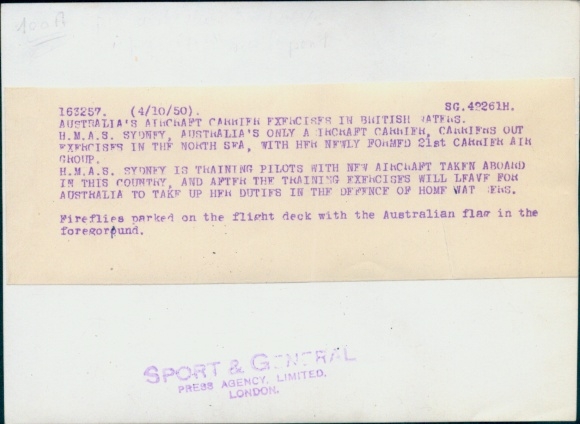 163257. (4/10/50). SG.49261H.
AUSTRALIA'S AIRCRAFT CARRIER EXERCISES IN BRITISH WATERS.
H.M.A.S. SYDNEY, AUSTRALIA'S ONLY A IRCRAFT CARRIER, CARRIERS OUT
EXERCISES IN THE NORTH SEA, WITH HER NEWLY FORMED 21st CARRIER AIR
GROUP.
H.M.A.S. SYDNEY IS TRAINING PILOTS WITH NEW AIRCRAFT TAKEN ABOARD
IN THIS COUNTRY, AND AFTER THE TRAINING EXERCISES WILL LEAVE FOR
AUSTRALIA TO TAKE UP HER DUTIES IN THE DEFENCE OF HOME WAT ERS.
Fireflies parked on the flight deck with the Australian flag in the
foreground.
SPORT & GENERAL
PRESS AGENCY, LIMITED.
LONDON.